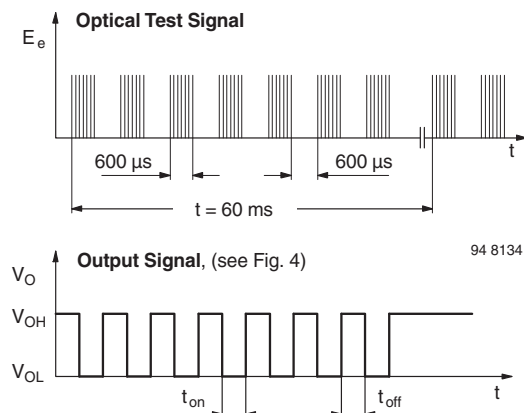 Optical Test Signal
E e
600 µs
600 µs
t
t = 60 ms
94 8134
Output Signal, (see Fig. 4)
V O
V OH
V OL
t on
t off
t